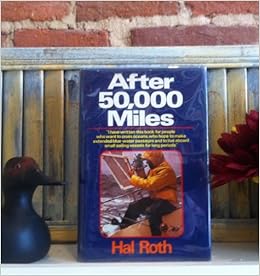 After
50,000
Miles
"I have written this book for people
who want to cross oceans, who hope to make
extended blue-water passages and to live aboard
small sailing vessels for long periods"
Hal Roth